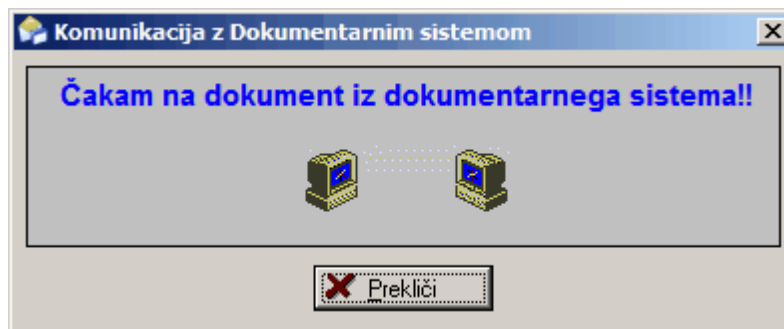 Komunikacija z Dokumentarnim sistemom
Čakam na dokument iz dokumentarnega sistema!!
Prekliči